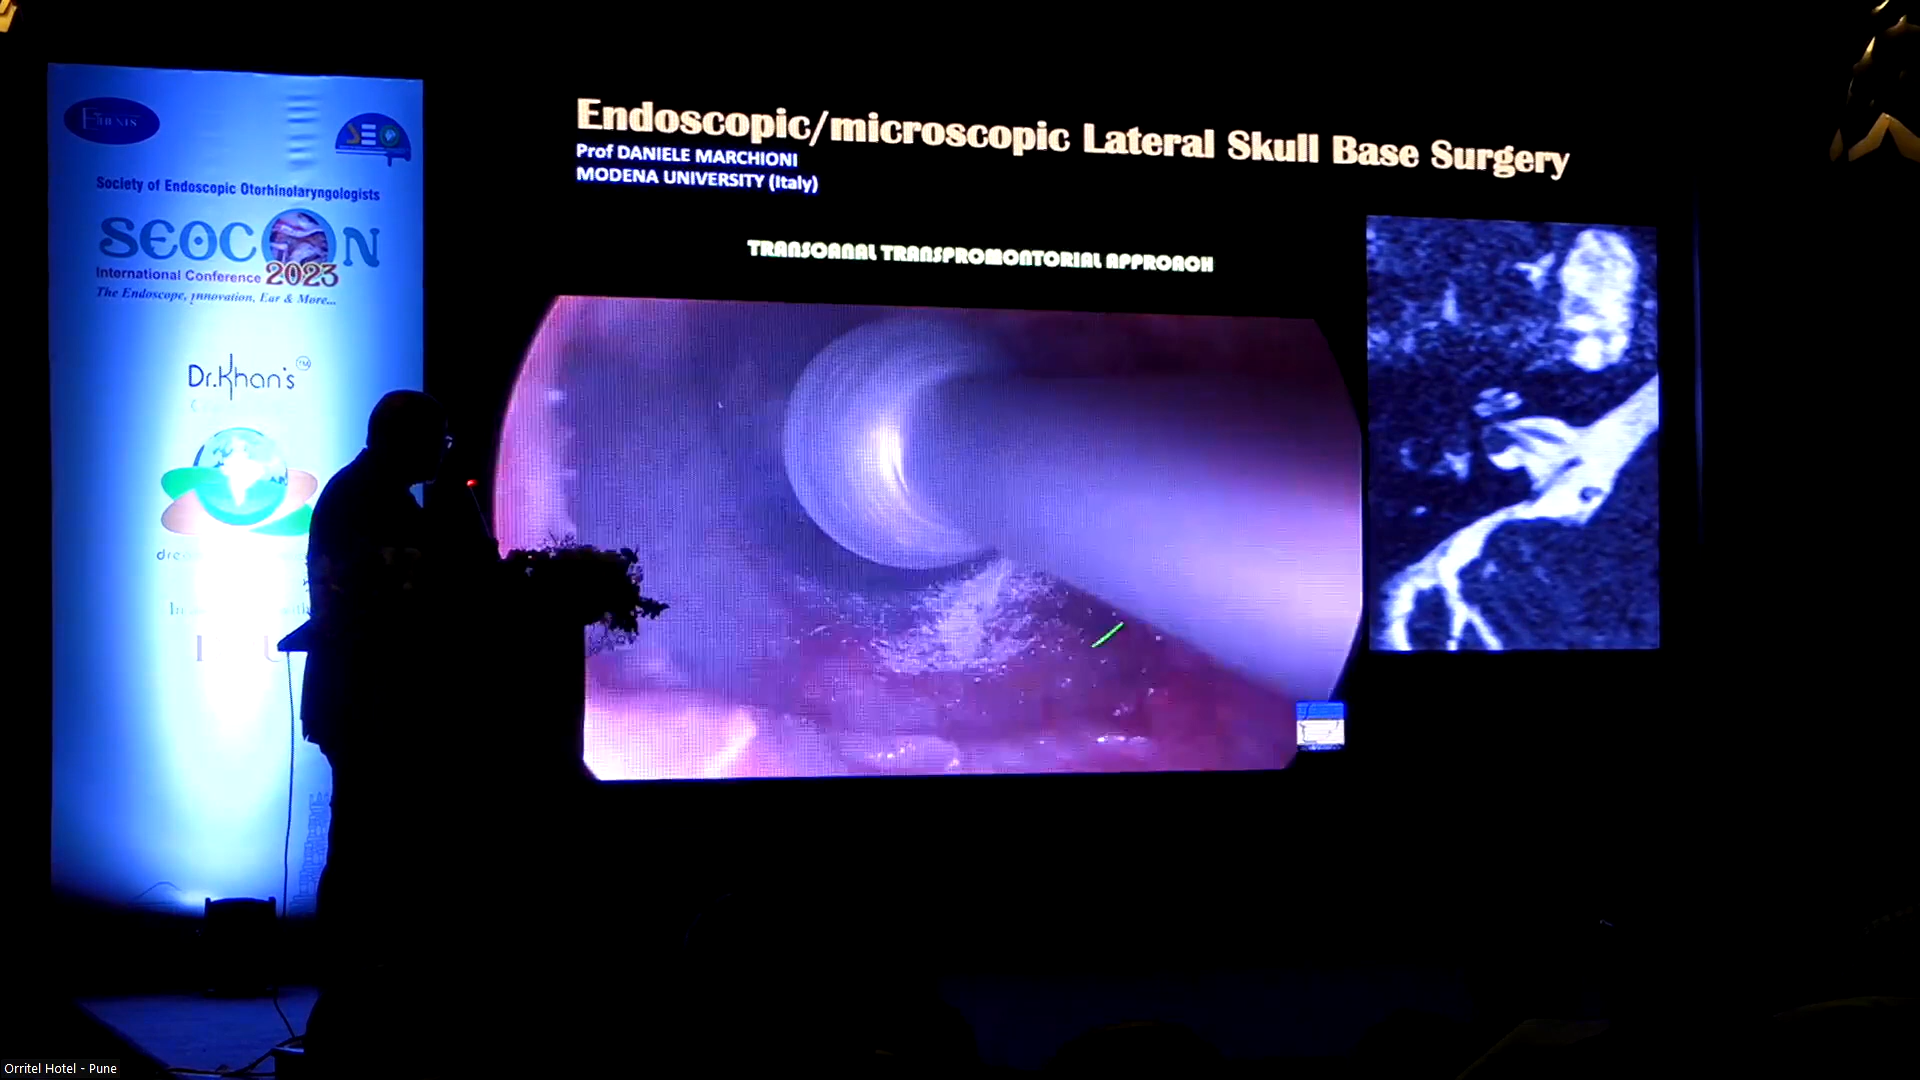 Society of Endoscopic Otorhinolaryngologists
SEOCON
International Conference 2023
The Endoscope, Innovation, Ear & More...
Dr.Khan's
TM
Endoscopic/microscopic Lateral Skull Base Surgery
Prof DANIELE MARCHIONI
MODENA UNIVERSITY (Italy)
TRANSCANAL TRANSPROMONTORIAL APPROACH
Orritel Hotel - Pune